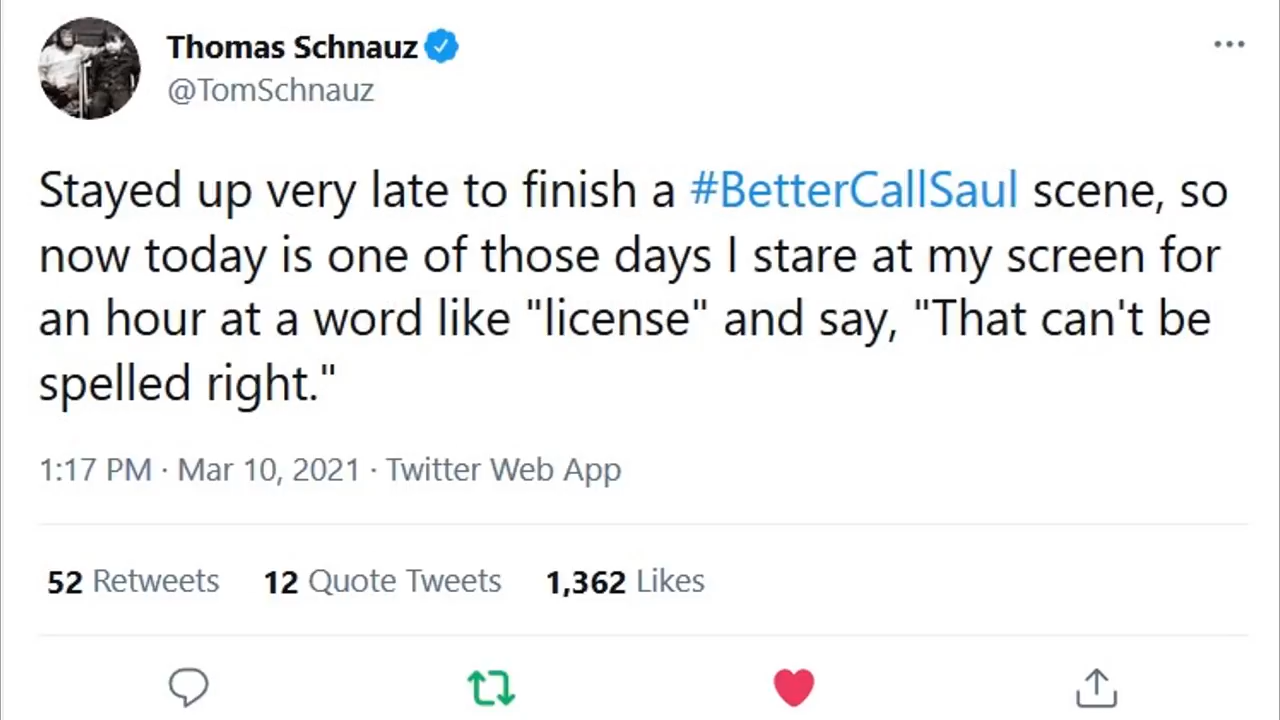 Thomas Schnauz
@TomSchnauz
Stayed up very late to finish a #BetterCallSaul scene, so
now today is one of those days I stare at my screen for
an hour at a word like "license" and say, "That can't be
spelled right."
1:17 PM · Mar 10, 2021 · Twitter Web App
52 Retweets 12 Quote Tweets 1,362 Likes